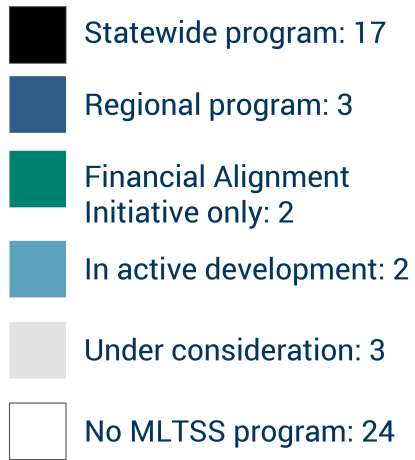 Statewide program: 17
Regional program: 3
Financial Alignment
Initiative only: 2
In active development: 2
Under consideration: 3
No MLTSS program: 24